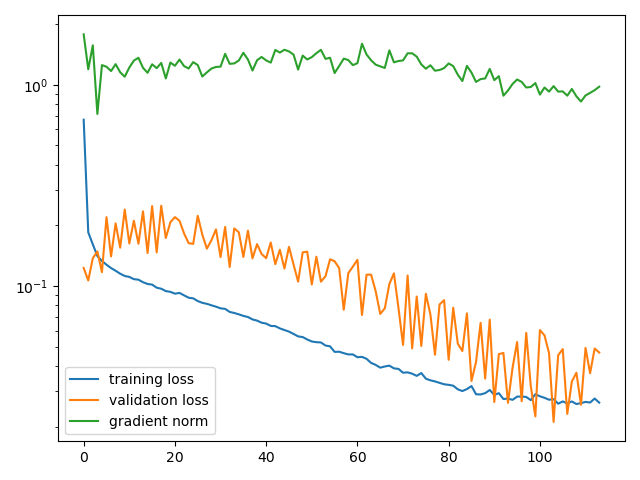 10⁰
10⁻¹
training loss
validation loss
gradient norm
0 20 40 60 80 100